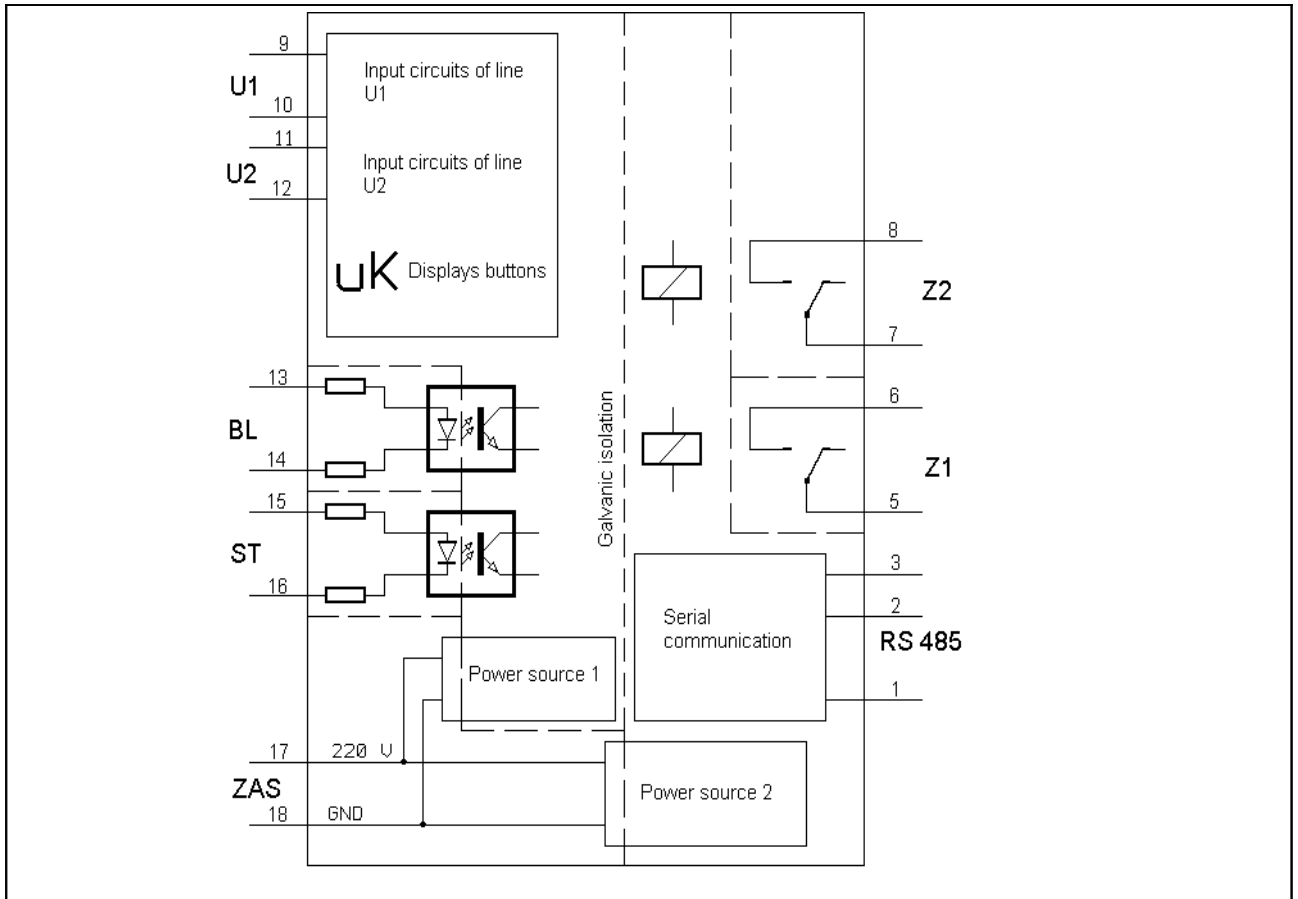 9
U1
10
11
U2
12
Input circuits of line
U1
Input circuits of line
U2
uK Displays buttons
8
Z2
7
13
BL
14
6
Z1
5
15
ST
16
Galvanic isolation
3
2
RS 485
1
Serial
communication
Power source 1
17
220 V
ZAS
18
GND
Power source 2